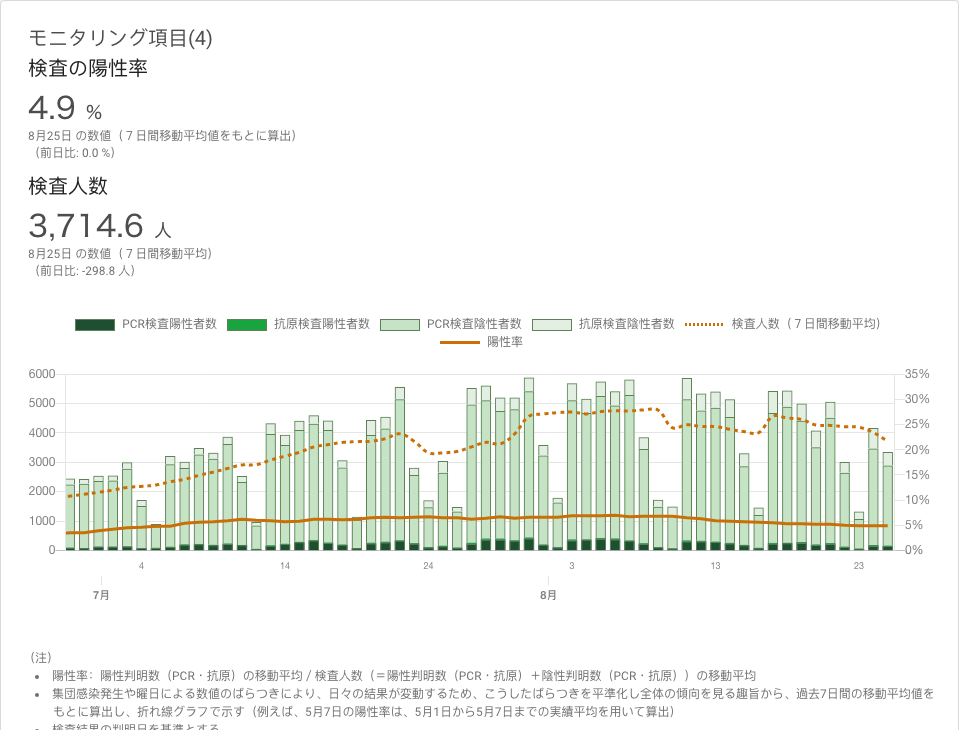 モニタリング項目(4)
検査の陽性率
4.9 %
8月25日 の数値（７日間移動平均値をもとに算出）
（前日比: 0.0 %）
検査人数
3,714.6 人
8月25日 の数値（７日間移動平均）
（前日比: -298.8 人）
PCR検査陽性者数 抗原検査陽性者数 PCR検査陰性者数 抗原検査陰性者数 検査人数（７日間移動平均）
陽性率
6000 35%
5000 30%
4000 25%
3000 20%
2000 15%
1000 10%
0 5%
0%
4 14 24 3 13 23
7月 8月
（注）
• 陽性率：陽性判明数（PCR・抗原）の移動平均 / 検査人数（＝陽性判明数（PCR・抗原）＋陰性判明数（PCR・抗原））の移動平均
• 集団感染発生や曜日による数値のばらつきにより、日々の結果が変動するため、こうしたばらつきを平準化し全体の傾向を見る趣旨から、過去7日間の移動平均値を
もとに算出し、折れ線グラフで示す（例えば、5月7日の陽性率は、5月1日から5月7日までの実績平均を用いて算出）
• 検査結果の判明日を基準とする